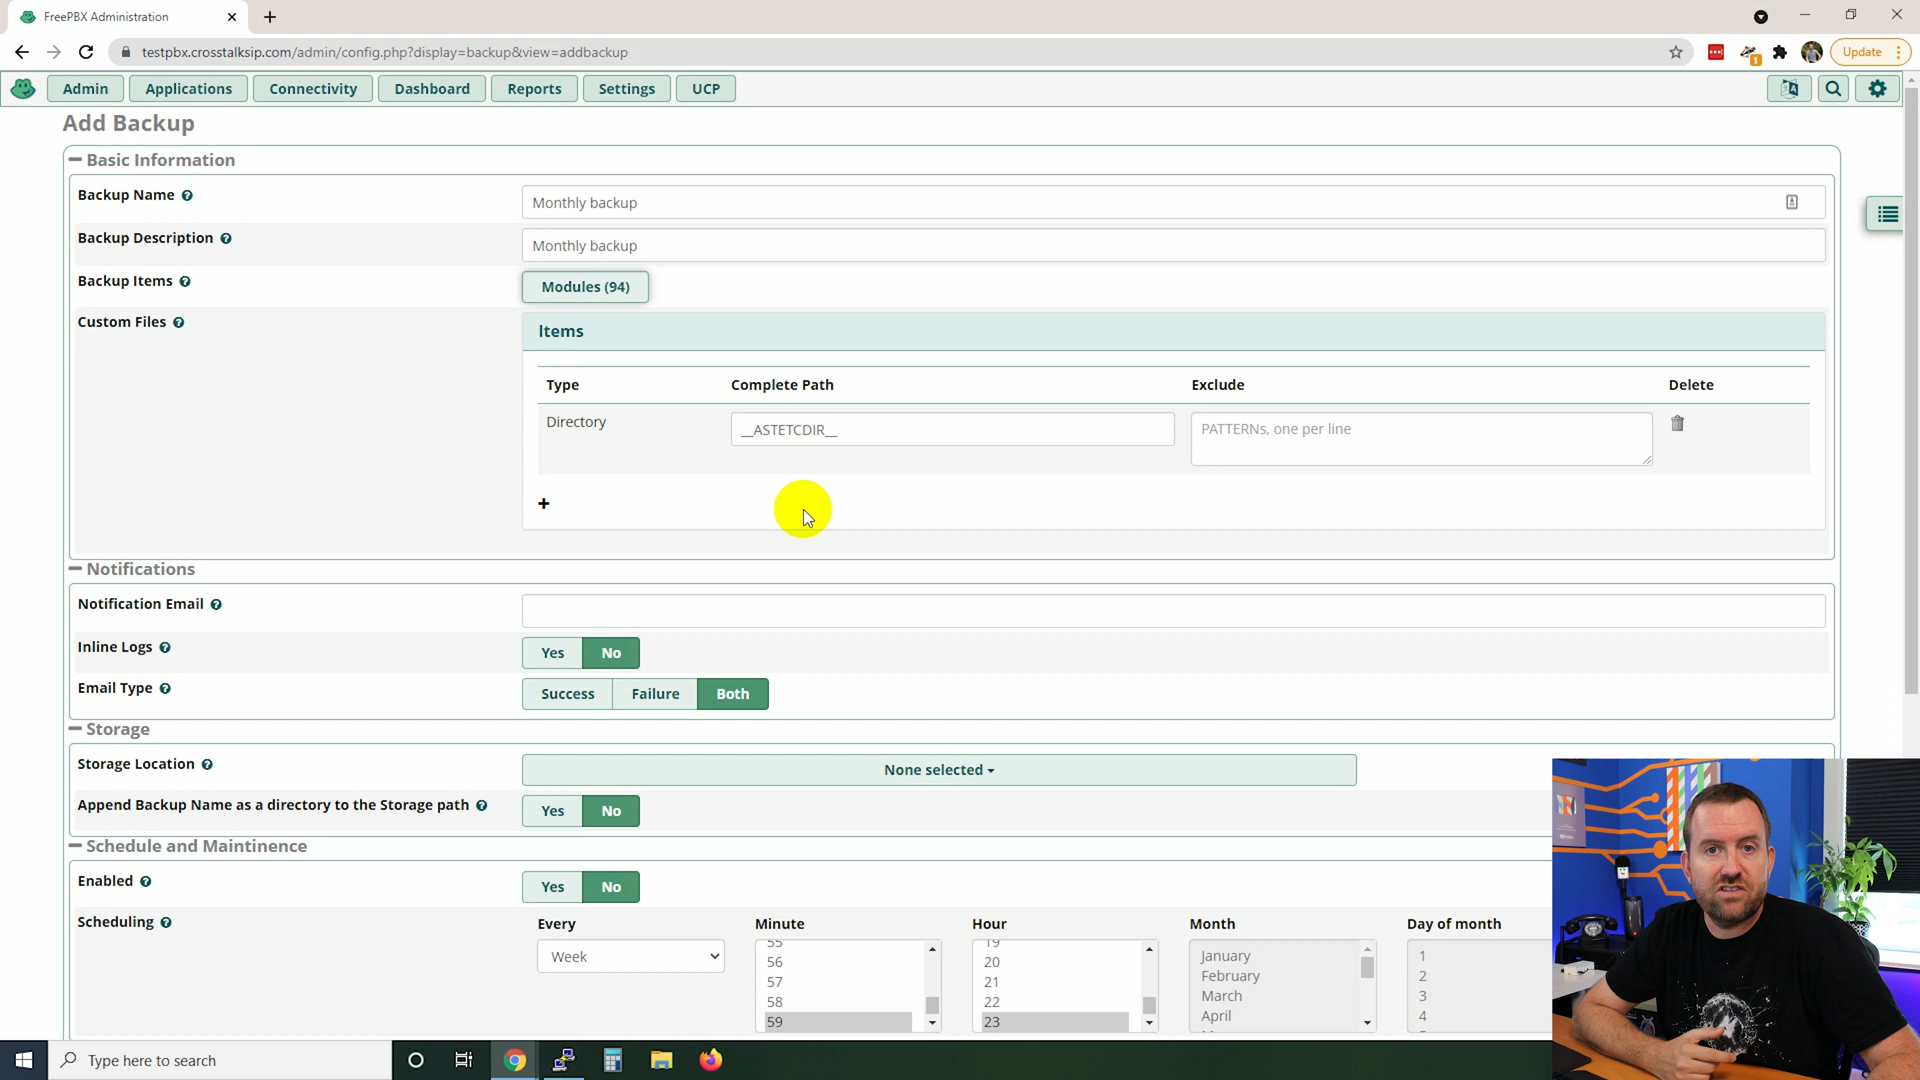 FreePBX Administration
testpbx.crosstalksip.com/admin/config.php?display=backup&view=addbackup
Update
1
Admin
Applications
Connectivity
Dashboard
Reports
Settings
UCP
Add Backup
Basic Information
Backup Name
Monthly backup
Backup Description
Monthly backup
Backup Items
Modules (94)
Custom Files
Items
Type
Complete Path
Exclude
Delete
Directory
__ASTETCDIR__
PATTERNs, one per line
Notifications
Notification Email
Inline Logs
Yes
No
Email Type
Success
Failure
Both
Storage
Storage Location
None selected
Append Backup Name as a directory to the Storage path
Yes
No
Schedule and Maintinence
Enabled
Yes
No
Scheduling
Every
Minute
Hour
Month
Day of month
Week
55
56
57
58
59
19
20
21
22
23
January
February
March
April
1
2
3
4
Type here to search